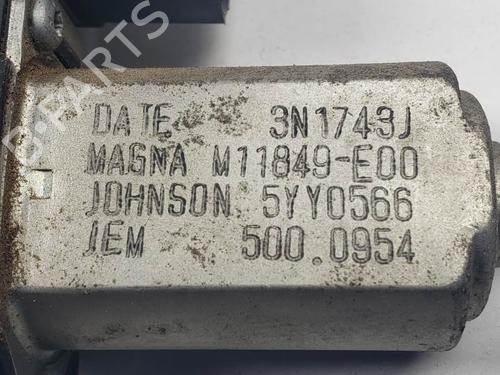 DATE 3N1743J
MAGNA M11849-E00
JOHNSON 5YY0566
JEM 500.0954
B-PARTS